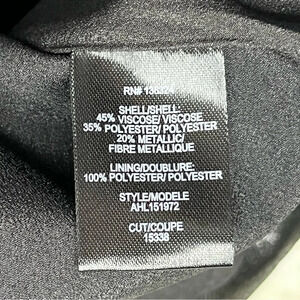 RN#
SHELL/SHELL:
45% VISCOSE/ VISCOSE
35% POLYESTER/ POLYESTER
20% METALLIC/
FIBRE METALLIQUE
LINING/DOUBLURE:
100% POLYESTER/ POLYESTER
STYLE/MODELE
AHL151972
CUT/COUPE
15338